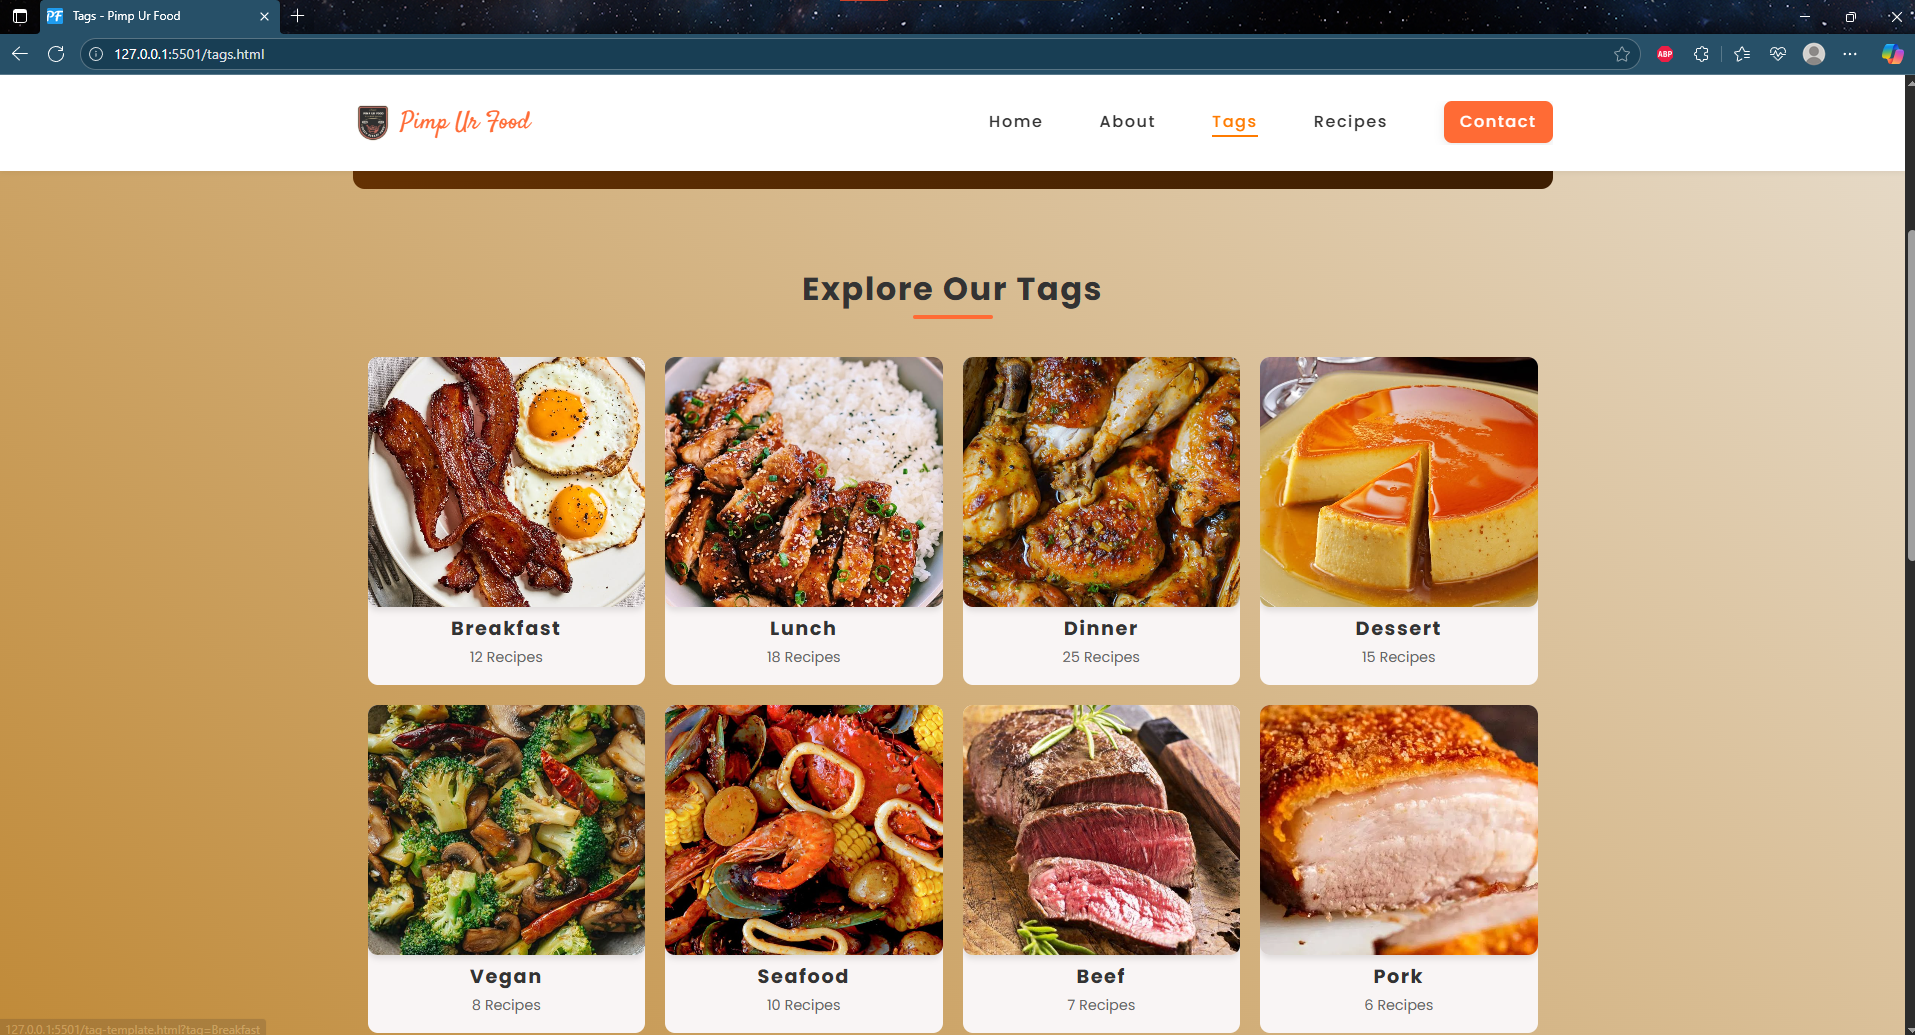 Tags - Pimp Ur Food
127.0.0.1:5501/tags.html
ABP
Pimp Ur Food
Home
About
Tags
Recipes
Contact
Explore Our Tags
Breakfast
12 Recipes
Lunch
18 Recipes
Dinner
25 Recipes
Dessert
15 Recipes
Vegan
8 Recipes
Seafood
10 Recipes
Beef
7 Recipes
Pork
6 Recipes
127.0.0.1:5501/tag-template.html?tag=Breakfast